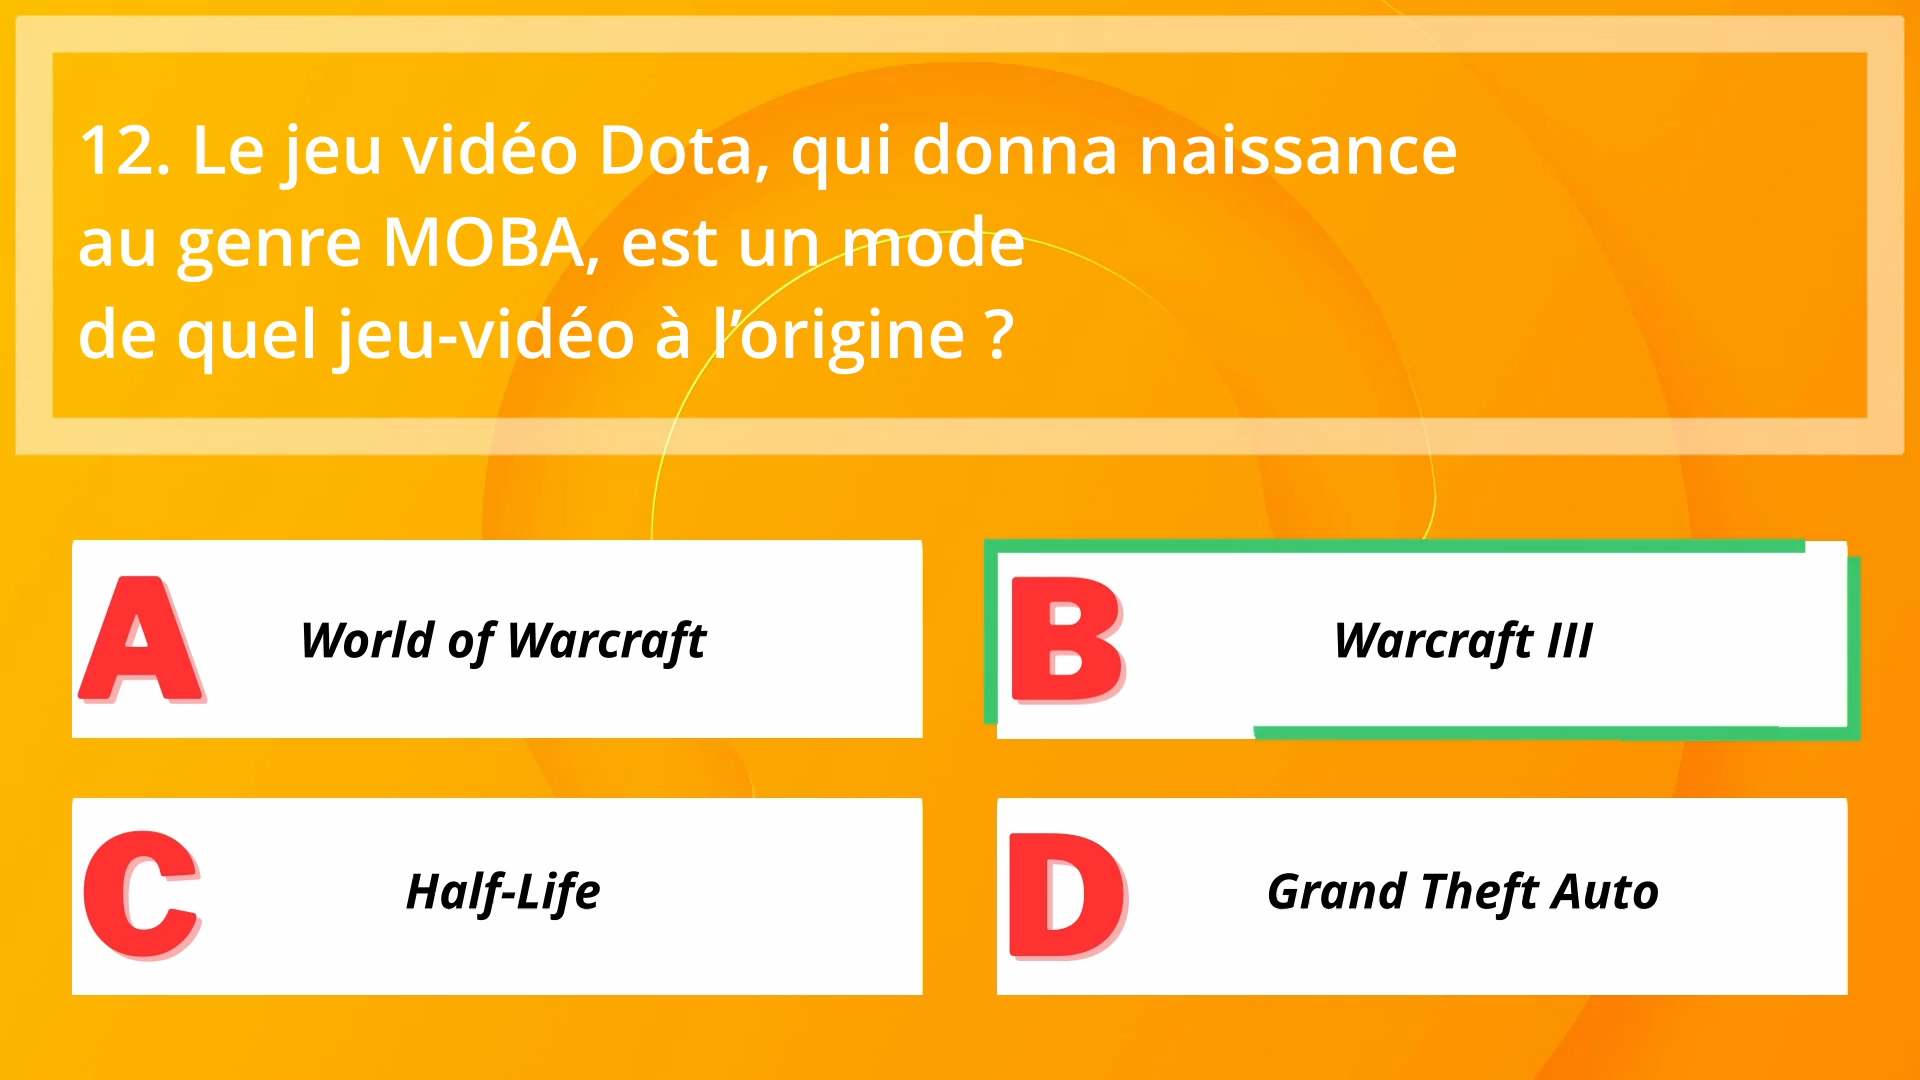 12. Le jeu vidéo Dota, qui donna naissance
au genre MOBA, est un mode
de quel jeu-vidéo à l’origine ?
A World of Warcraft
B Warcraft III
C Half-Life
D Grand Theft Auto